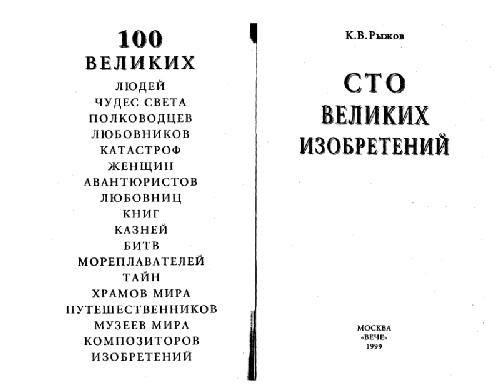 100
ВЕЛИКИХ
ЛЮДЕЙ
ЧУДЕС СВЕТА
ПОЛКОВОДЦЕВ
ЛЮБОВНИКОВ
КАТАСТРОФ
ЖЕНЩИН
АВАНТЮРИСТОВ
ЛЮБОВНИЦ
КНИГ
КАЗНЕЙ
БИТВ
МОРЕПЛАВАТЕЛЕЙ
ТАЙН
ХРАМОВ МИРА
ПУТЕШЕСТВЕННИКОВ
МУЗЕЕВ МИРА
КОМПОЗИТОРОВ
ИЗОБРЕТЕНИЙ
К.В.Рыжов
СТО
ВЕЛИКИХ
ИЗОБРЕТЕНИЙ
МОСКВА
«ВЕЧЕ»
1999